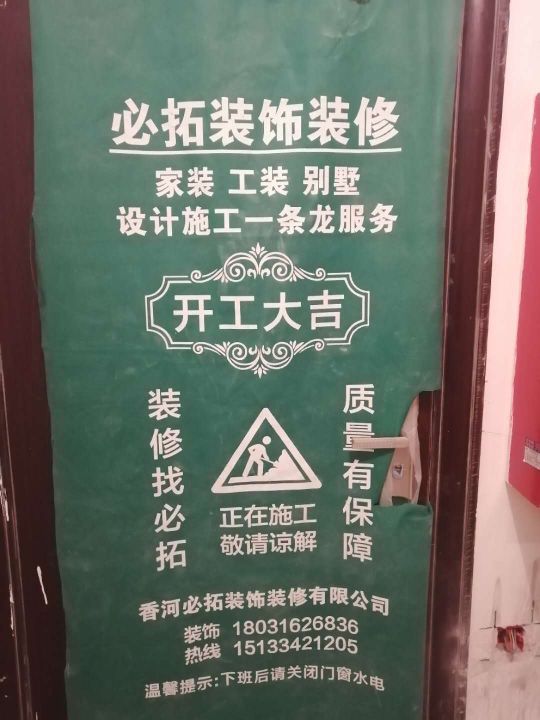 必拓装饰装修
家装 工装 别墅
设计施工一条龙服务
开工大吉
装修找必拓
质量有保障
正在施工
敬请谅解
香河必拓装饰装修有限公司
装饰 18031626836
热线 15133421205
温馨提示:下班后请关闭门窗水电